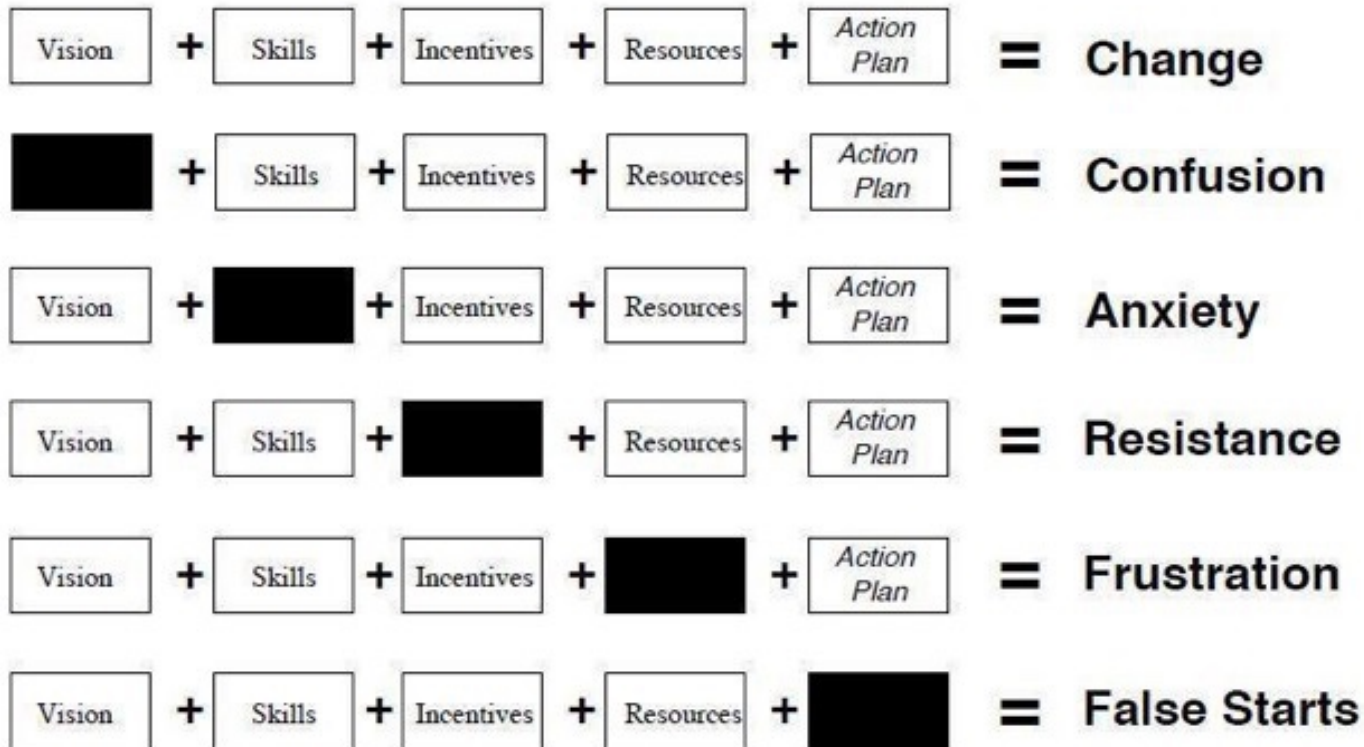 Vision + Skills + Incentives + Resources + Action Plan = Change
+ Skills + Incentives + Resources + Action Plan = Confusion
Vision + + Incentives + Resources + Action Plan = Anxiety
Vision + Skills + + Resources + Action Plan = Resistance
Vision + Skills + Incentives + + Action Plan = Frustration
Vision + Skills + Incentives + Resources + = False Starts